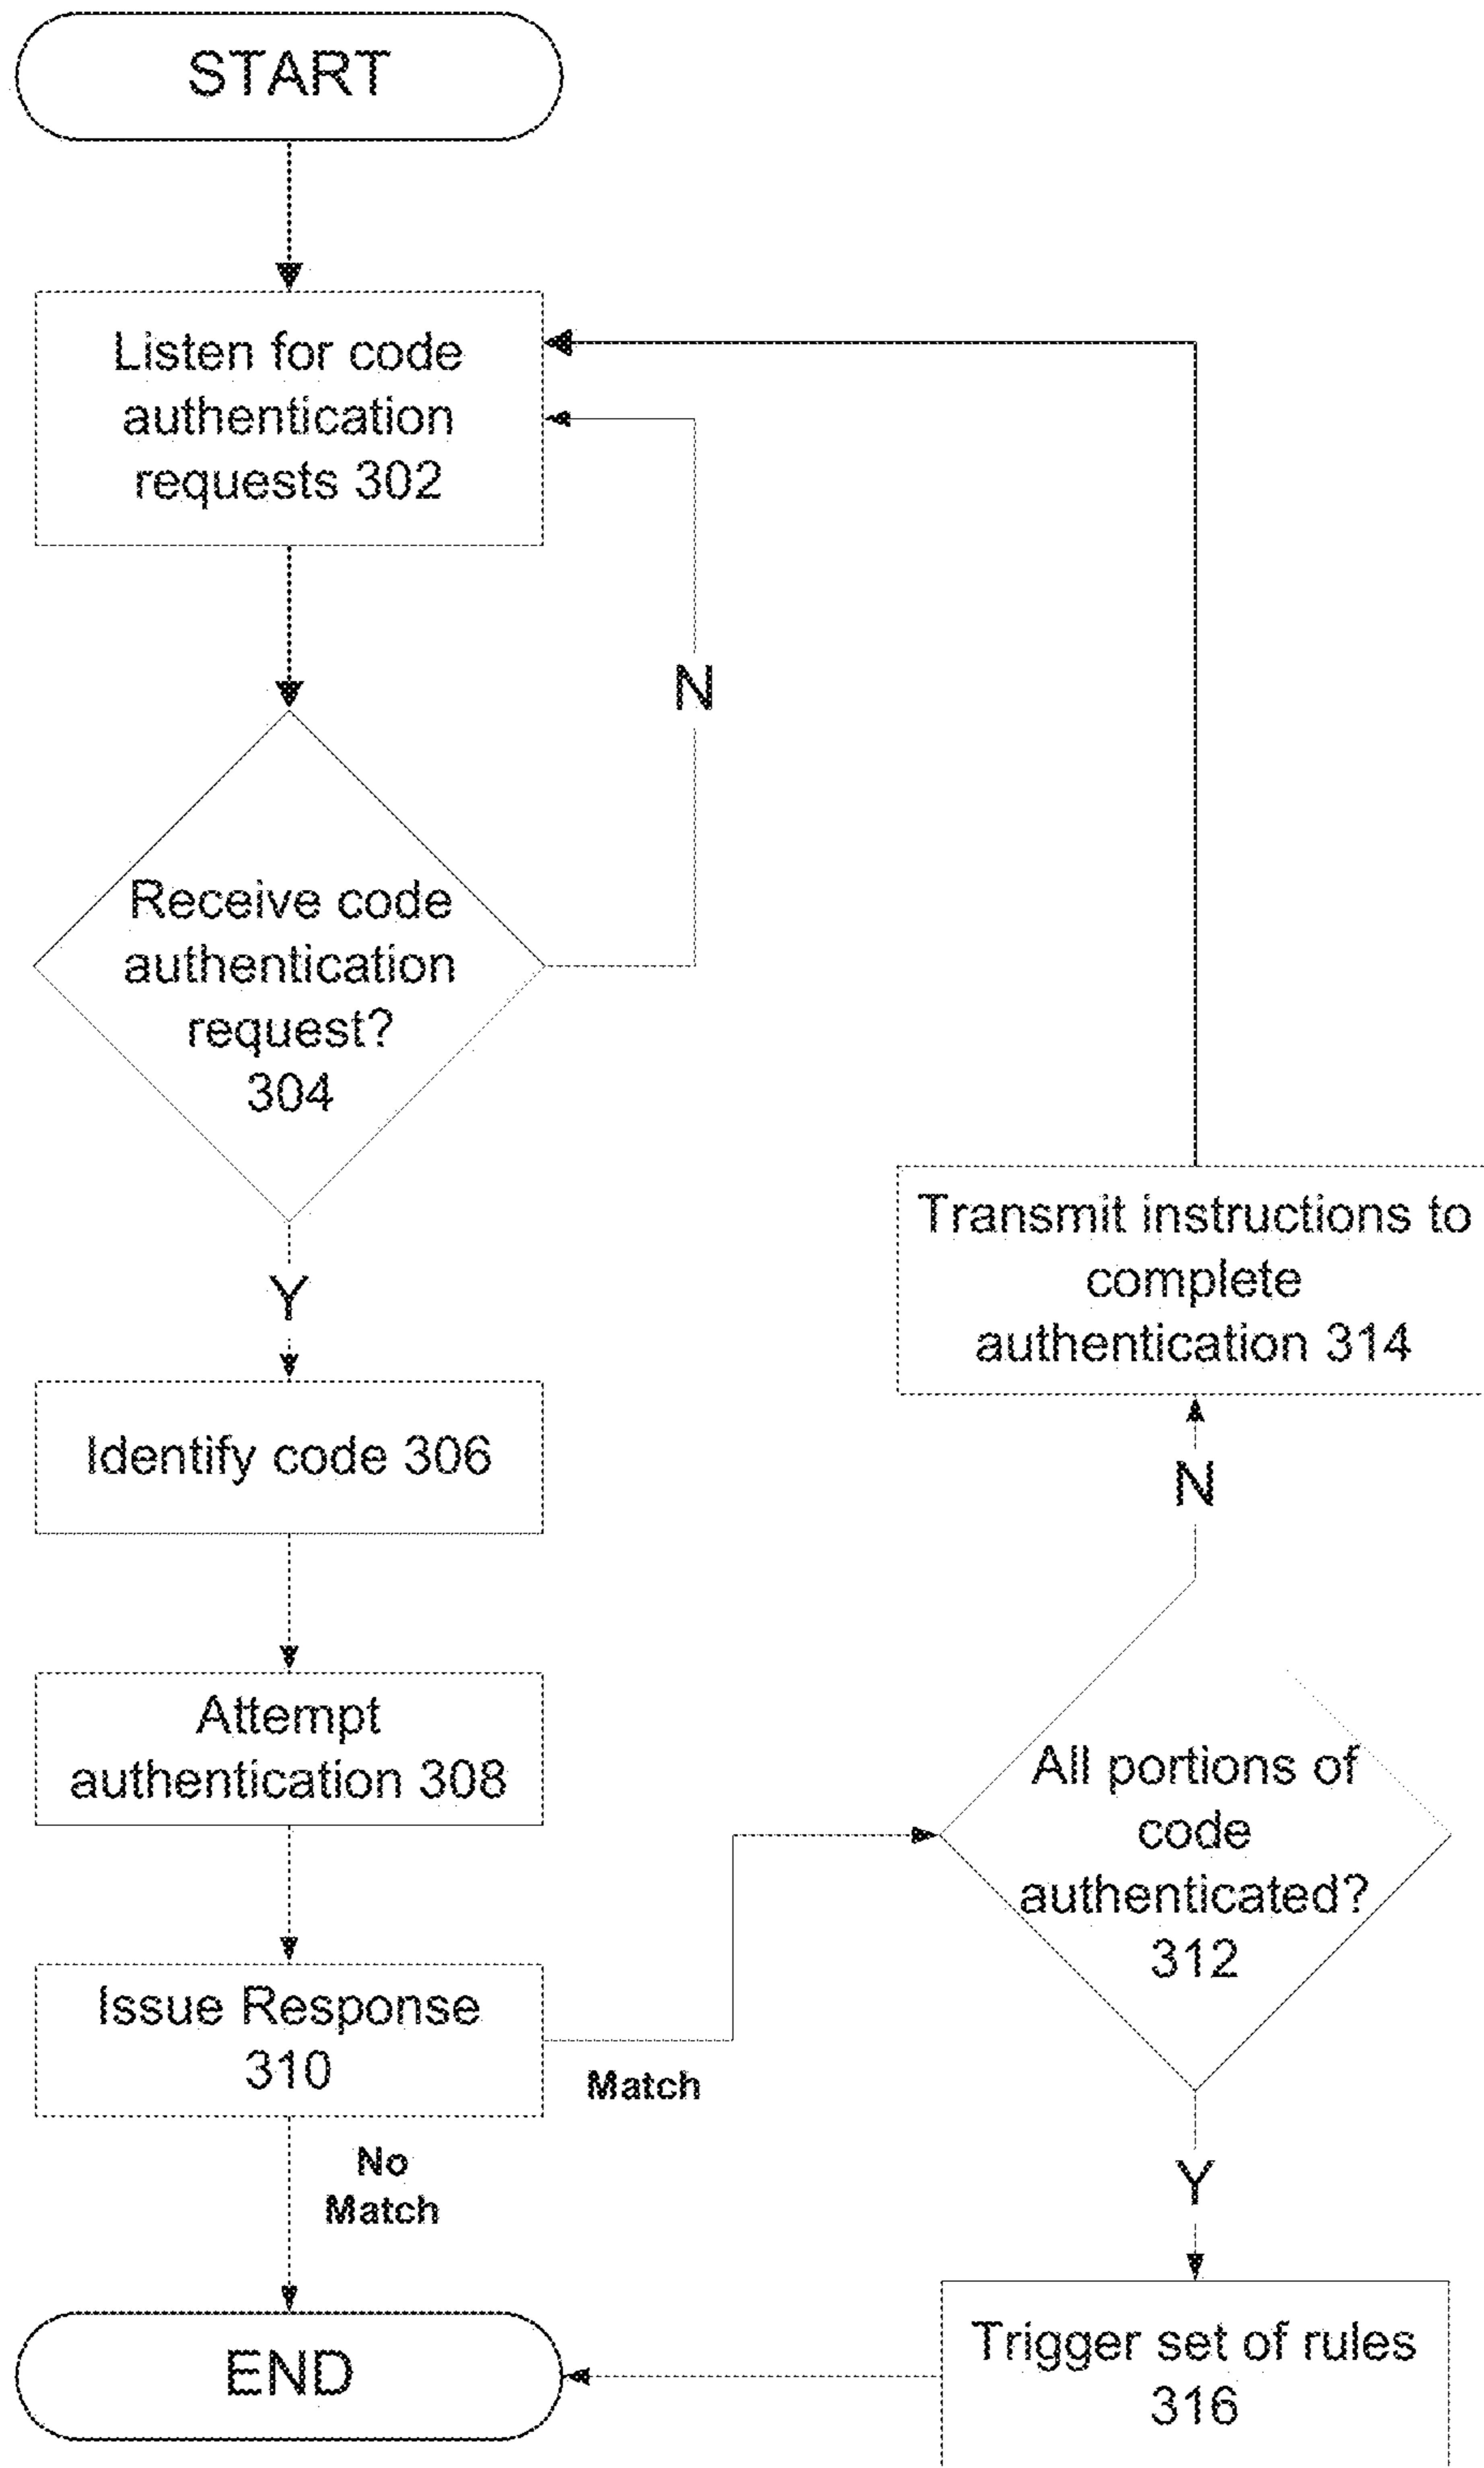 START
Listen for code
authentication
requests 302
N
Receive code
authentication
request?
304
Y
Identify code 306
Attempt
authentication 308
Issue Response
310
Match
No
Match
END
Transmit instructions to
complete
authentication 314
N
All portions of
code
authenticated?
312
Y
Trigger set of rules
316